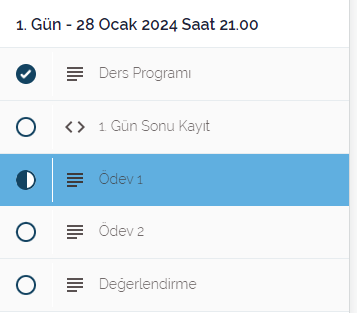 1. Gün - 28 Ocak 2024 Saat 21.00
Ders Programı
1. Gün Sonu Kayıt
Ödev 1
Ödev 2
Değerlendirme